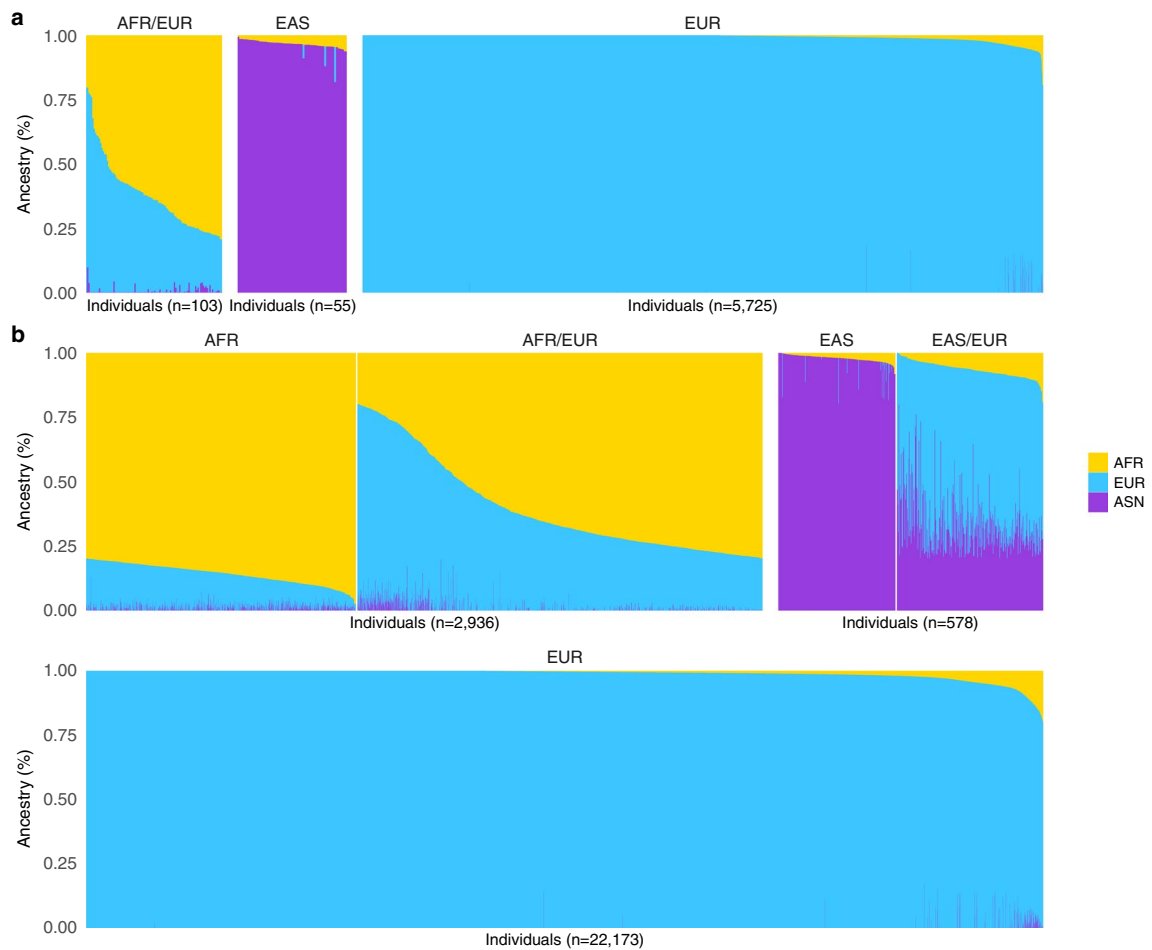 a
AFR/EUR EAS EUR
Ancestry (%)
1.00
0.75
0.50
0.25
0.00
Individuals (n=103) Individuals (n=55) Individuals (n=5,725)
b
AFR AFR/EUR EAS EAS/EUR
Ancestry (%)
1.00
0.75
0.50
0.25
0.00
Individuals (n=2,936) Individuals (n=578)
AFR
EUR
ASN
EUR
Ancestry (%)
1.00
0.75
0.50
0.25
0.00
Individuals (n=22,173)